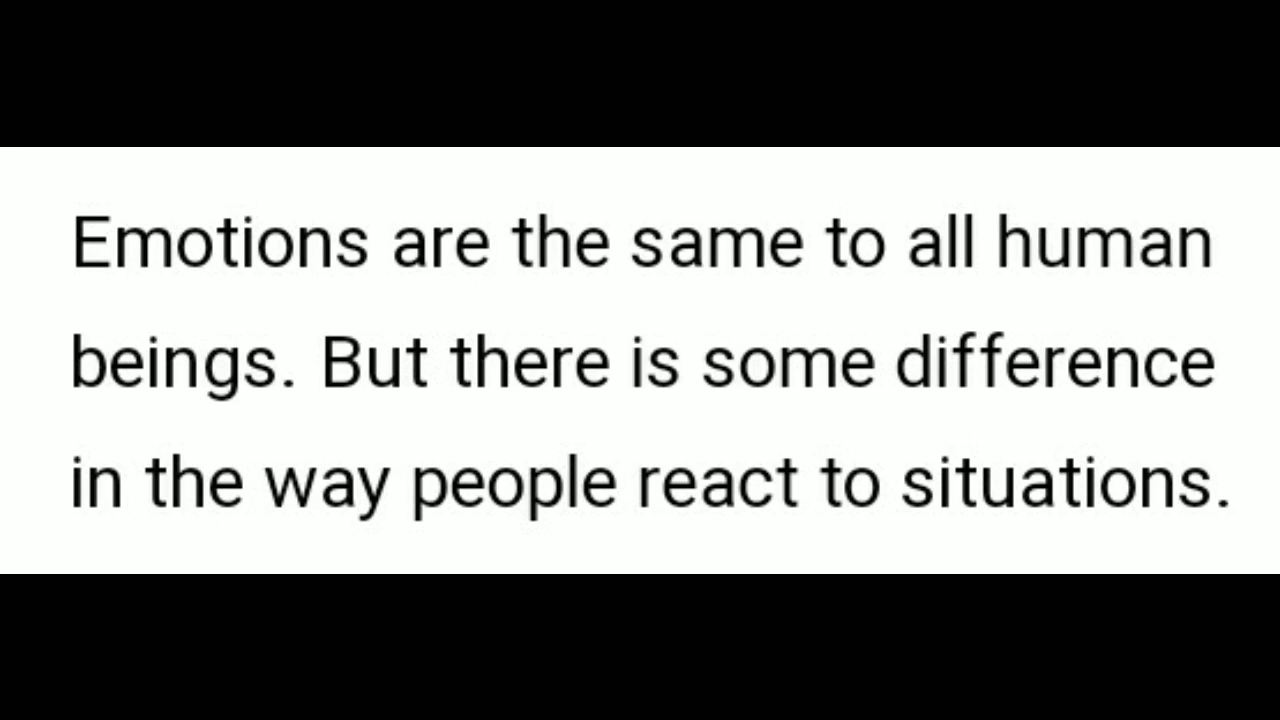 Emotions are the same to all human
beings. But there is some difference
in the way people react to situations.